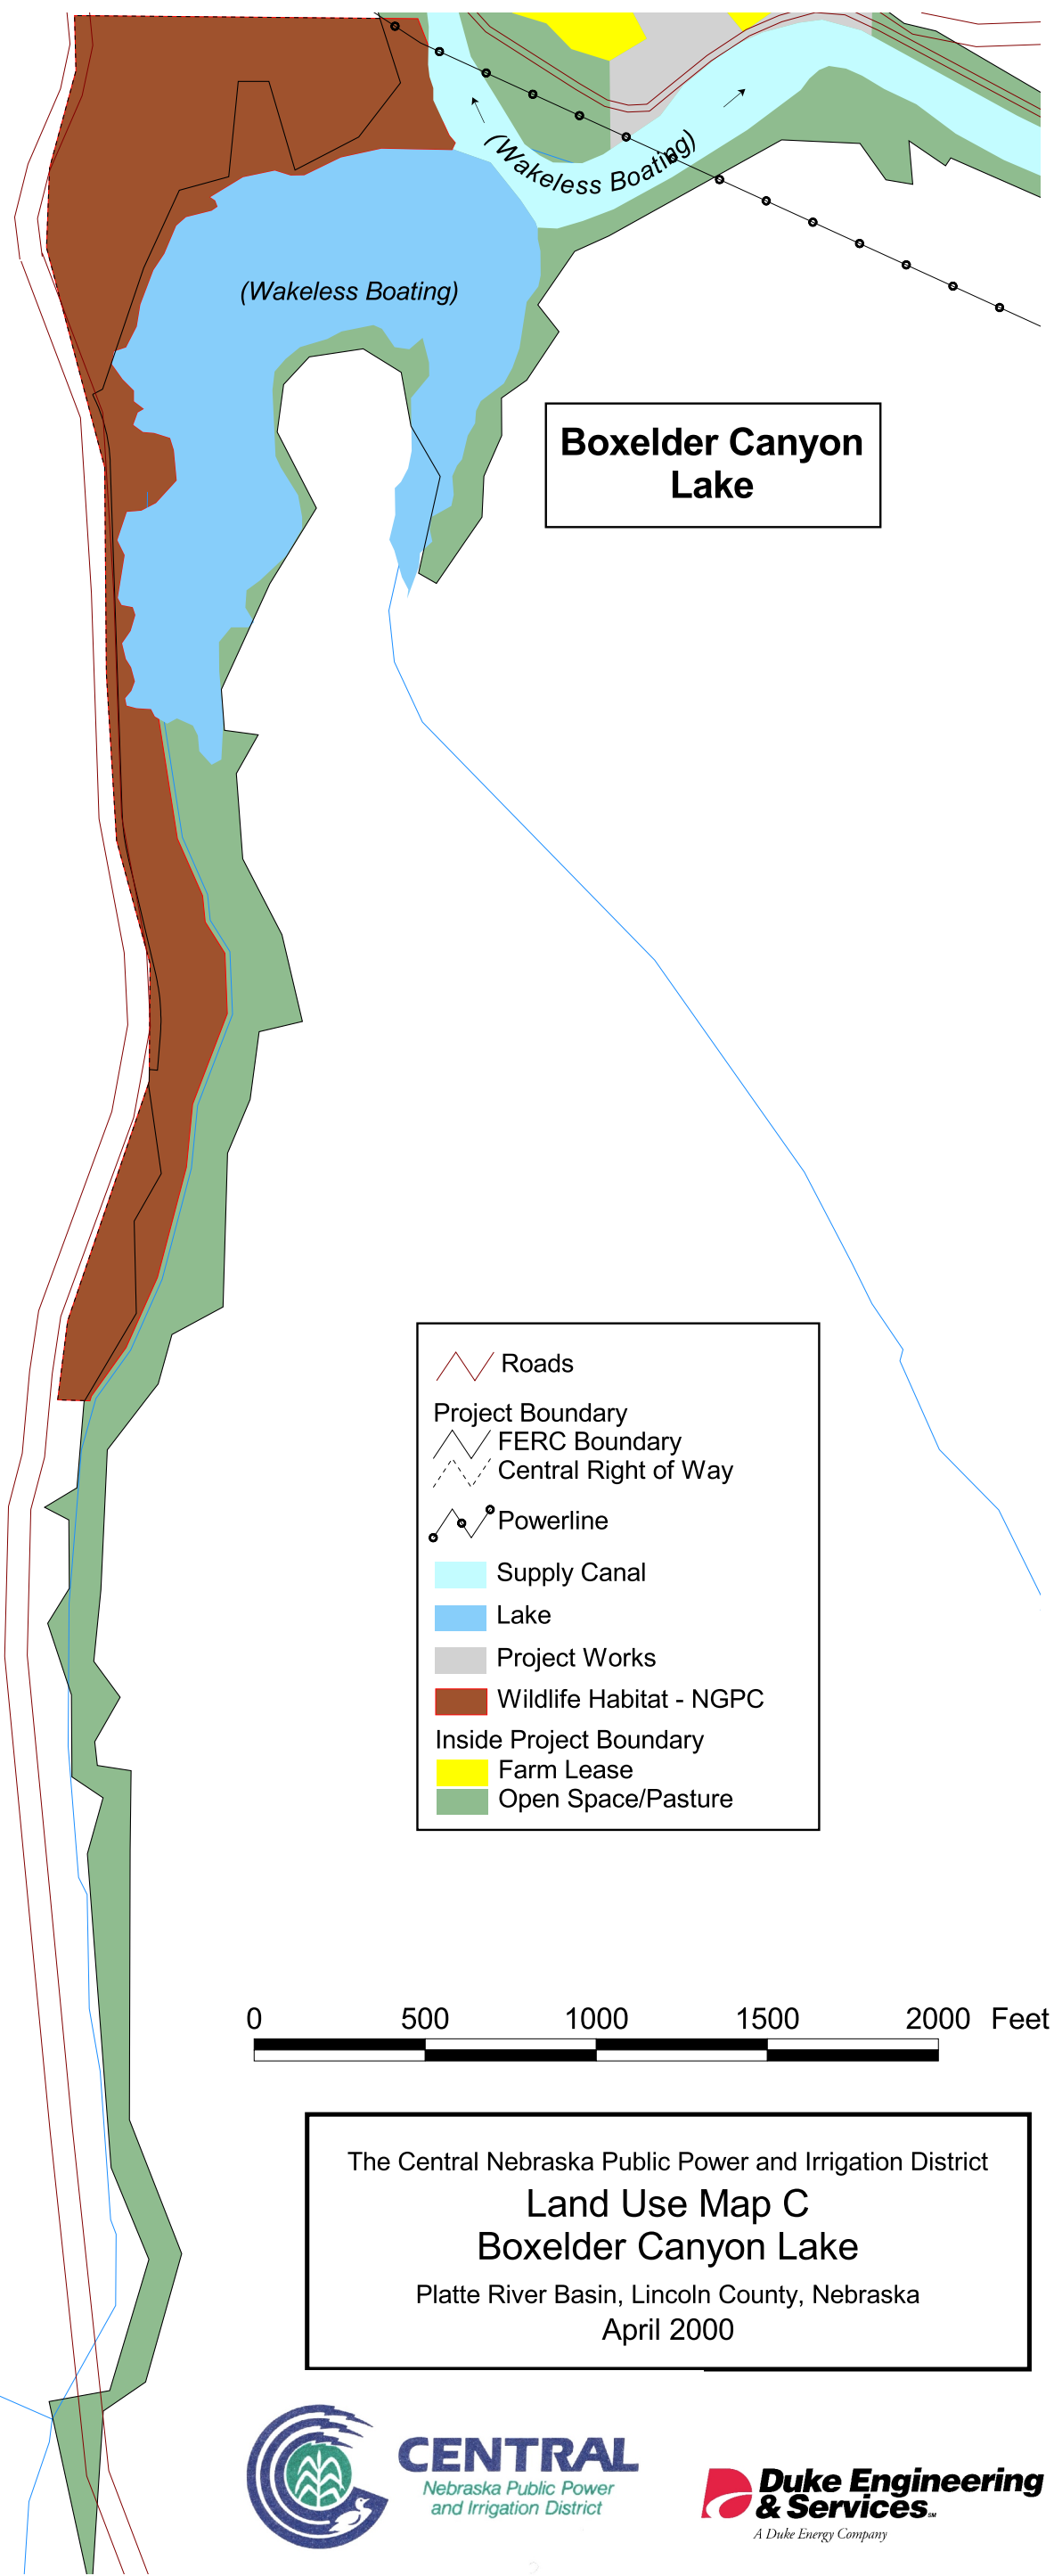 (Wakeless Boating)
(Wakeless Boating)
Boxelder Canyon
Lake
Roads
Project Boundary
FERC Boundary
Central Right of Way
Powerline
Supply Canal
Lake
Project Works
Wildlife Habitat - NGPC
Inside Project Boundary
Farm Lease
Open Space/Pasture
0 500 1000 1500 2000 Feet
The Central Nebraska Public Power and Irrigation District
Land Use Map C
Boxelder Canyon Lake
Platte River Basin, Lincoln County, Nebraska
April 2000
CENTRAL
Nebraska Public Power
and Irrigation District
Duke Engineering
& Services℠
A Duke Energy Company